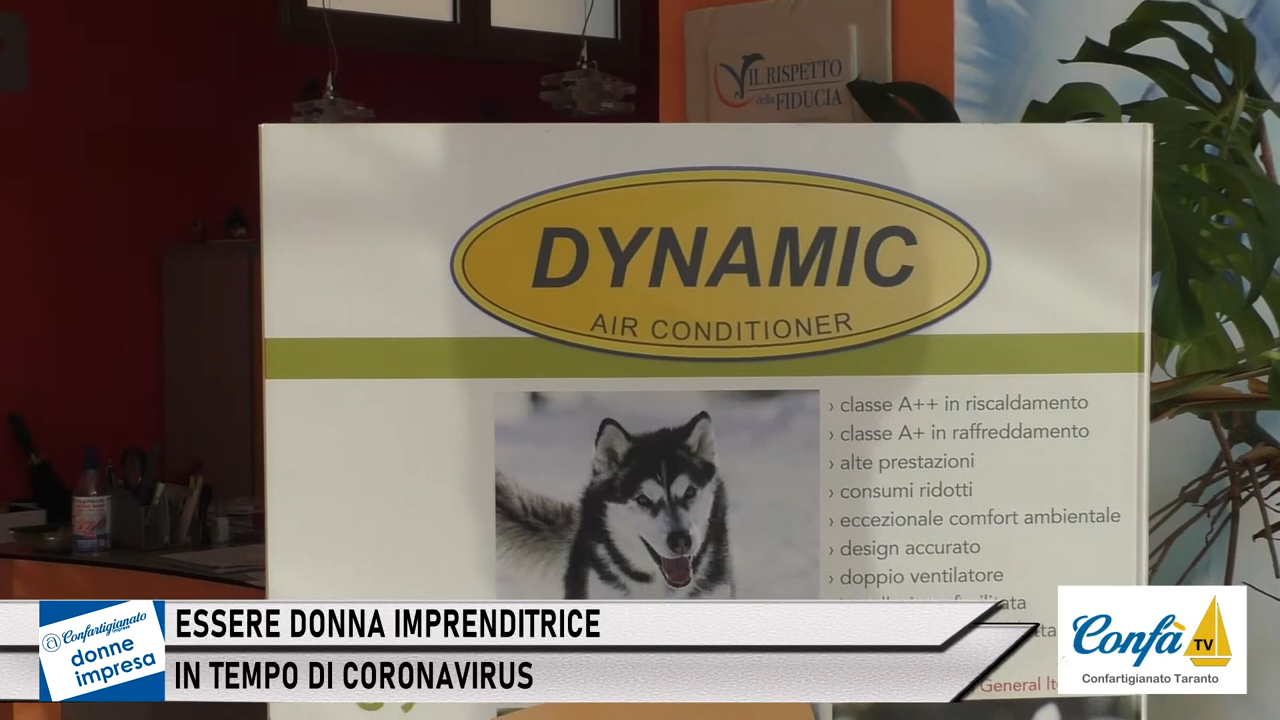 IL RISPETTO
della FIDUCIA
DYNAMIC
AIR CONDITIONER
› classe A++ in riscaldamento
› classe A+ in raffreddamento
› alte prestazioni
› consumi ridotti
› eccezionale comfort ambientale
› design accurato
› doppio ventilatore
Confartigianato
imprese
donne
impresa
ESSERE DONNA IMPRENDITRICE
IN TEMPO DI CORONAVIRUS
General
Confà TV
Confartigianato Taranto